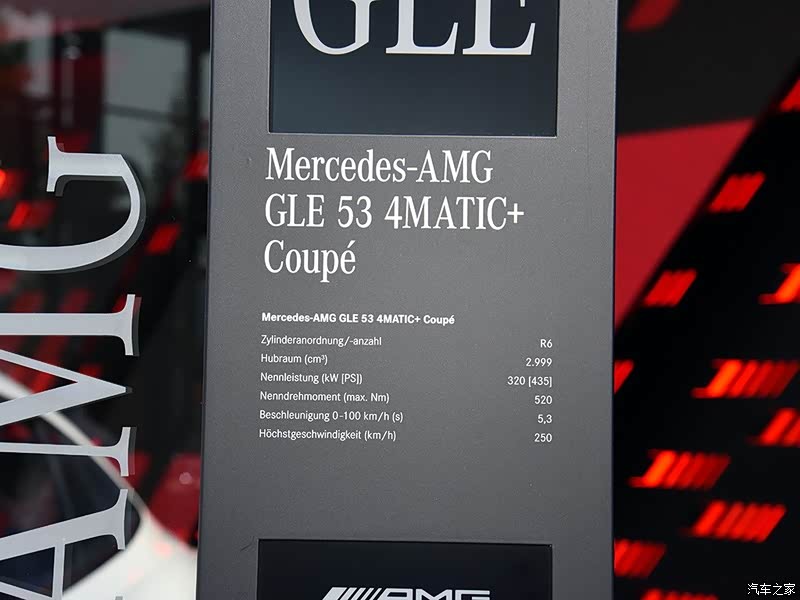 GLE
Mercedes-AMG
GLE 53 4MATIC+
Coupé
Mercedes-AMG GLE 53 4MATIC+ Coupé
Zylinderanordnung/-anzahl R6
Hubraum (cm³) 2.999
Nennleistung (kW [PS]) 320 [435]
Nenndrehmoment (max. Nm) 520
Beschleunigung 0-100 km/h (s) 5,3
Höchstgeschwindigkeit (km/h) 250
AMG
AMG
汽车之家